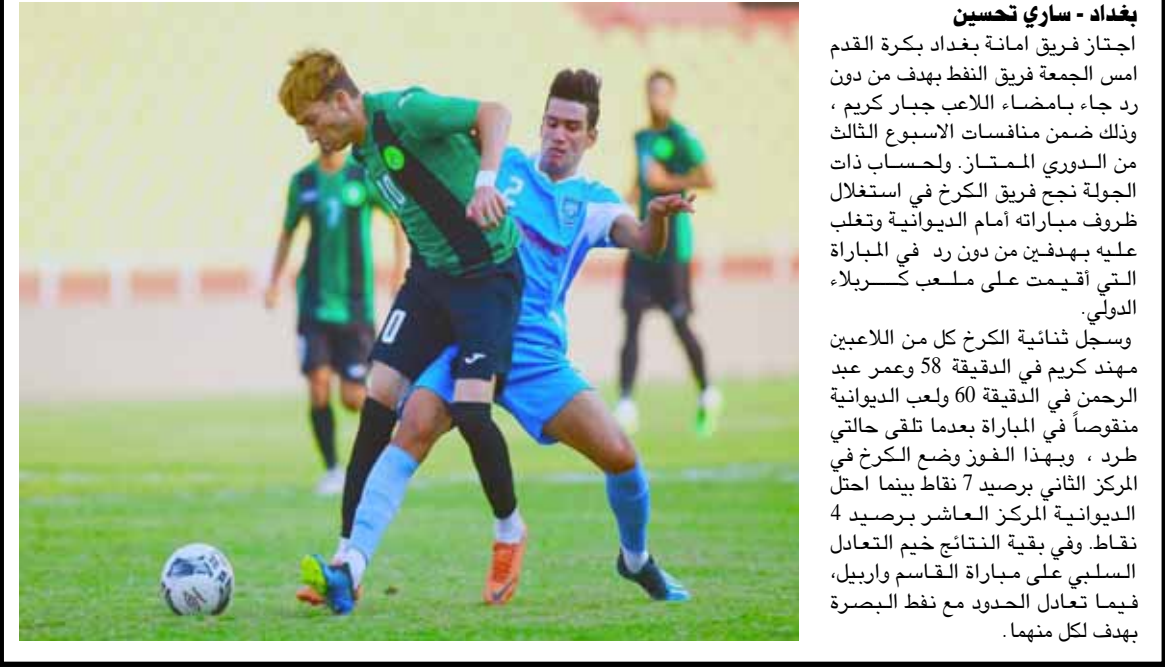 بغداد - ساري تحسين
اجتاز فريق امانة بغداد بكرة القدم
امس الجمعة فريق النفط بهدف من دون
رد جاء بامضاء اللاعب جبار كريم ،
وذلك ضمن منافسات الاسبوع الثالث
من الدوري الممتاز. ولحساب ذات
الجولة نجح فريق الكرخ في استغلال
ظروف مباراته أمام الديوانية وتغلب
عليه بهدفين من دون رد في المباراة
التي أقيمت على ملعب كربلاء
الدولي.
وسجل ثنائية الكرخ كل من اللاعبين
مهند كريم في الدقيقة 58 وعمر عبد
الرحمن في الدقيقة 60 ولعب الديوانية
منقوصاً في المباراة بعدما تلقى حالتي
طرد ، وبهذا الفوز وضع الكرخ في
المركز الثاني برصيد 7 نقاط بينما احتل
الديوانية المركز العاشر برصيد 4
نقاط. وفي بقية النتائج خيم التعادل
السلبي على مباراة القاسم واربيل،
فيما تعادل الحدود مع نفط البصرة
بهدف لكل منهما.
10
2
7